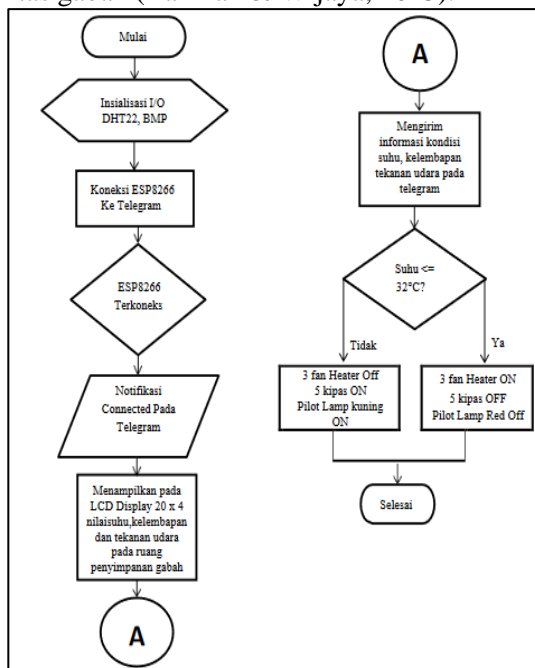 Mulai
Insialisasi I/O
DHT22, BMP
Koneksi ESP8266
Ke Telegram
ESP8266
Terkoneks
Notifikasi
Connected Pada
Telegram
Menampilkan pada
LCD Display 20 x 4
nilaisuhu,kelembapan
dan tekanan udara
pada ruang
penyimpanan gabah
A
A
Mengirim
informasi kondisi
suhu, kelembapan
tekanan udara pada
telegram
Suhu <=
32°C?
Tidak
Ya
3 fan Heater Off
5 kipas ON
Pilot Lamp kuning
ON
3 fan Heater ON
5 kipas OFF
Pilot Lamp Red Off
Selesai